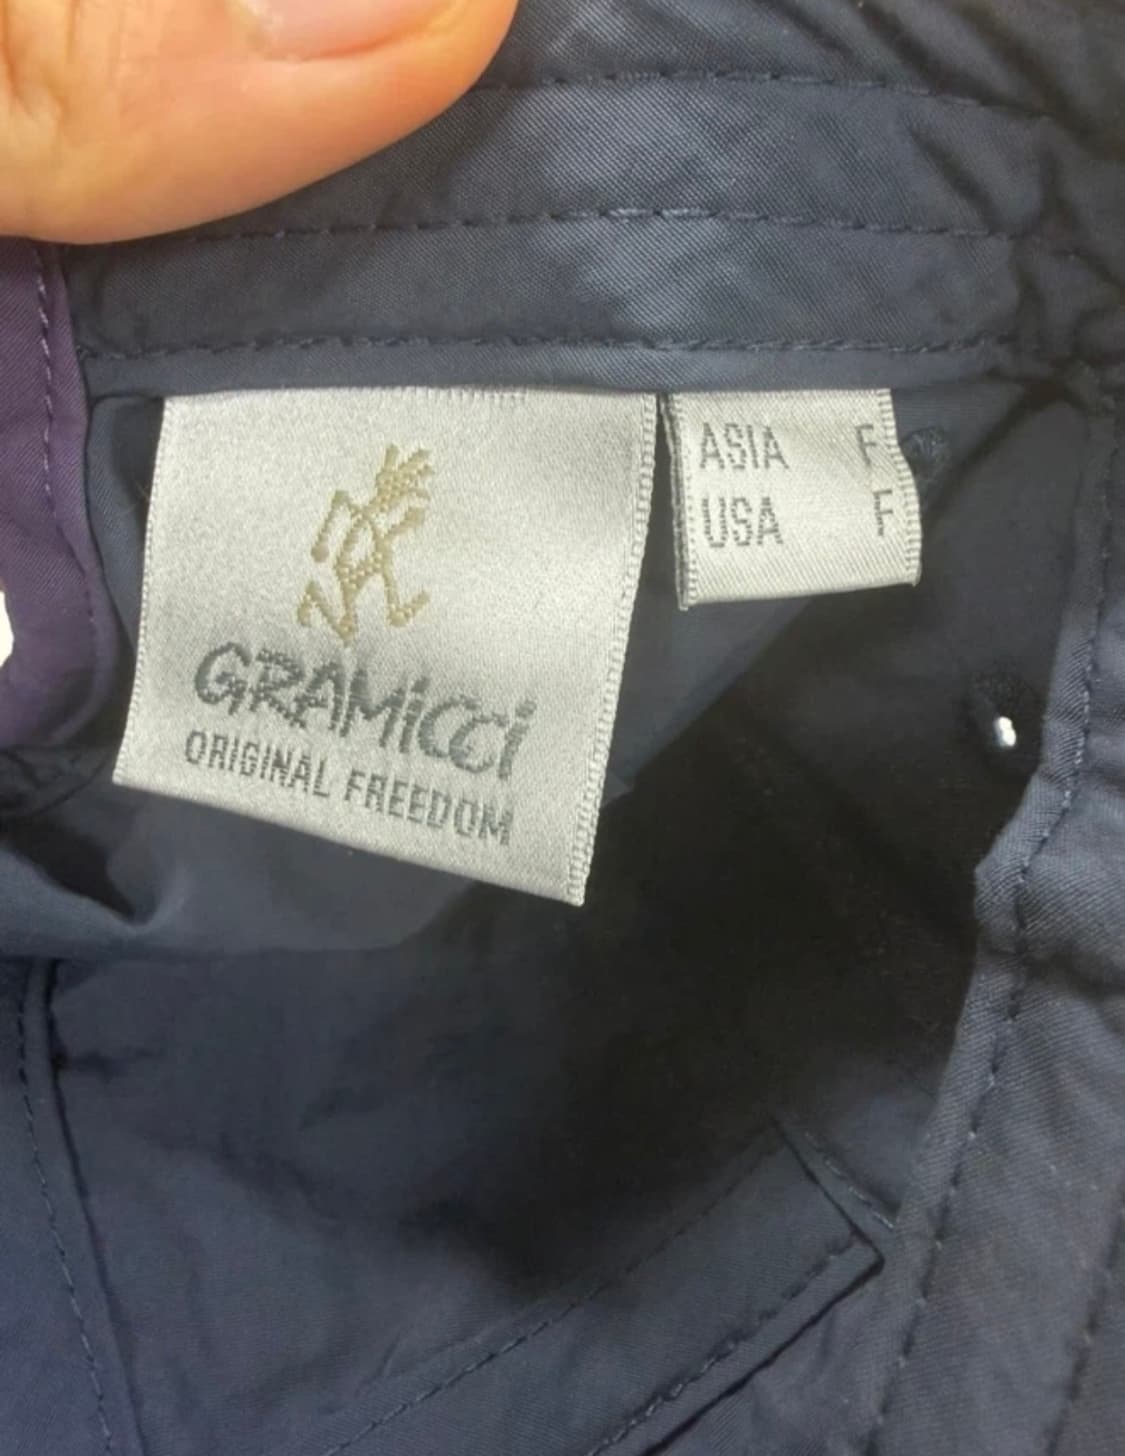 GRAMiCCi
ORIGINAL FREEDOM
ASIA F
USA F